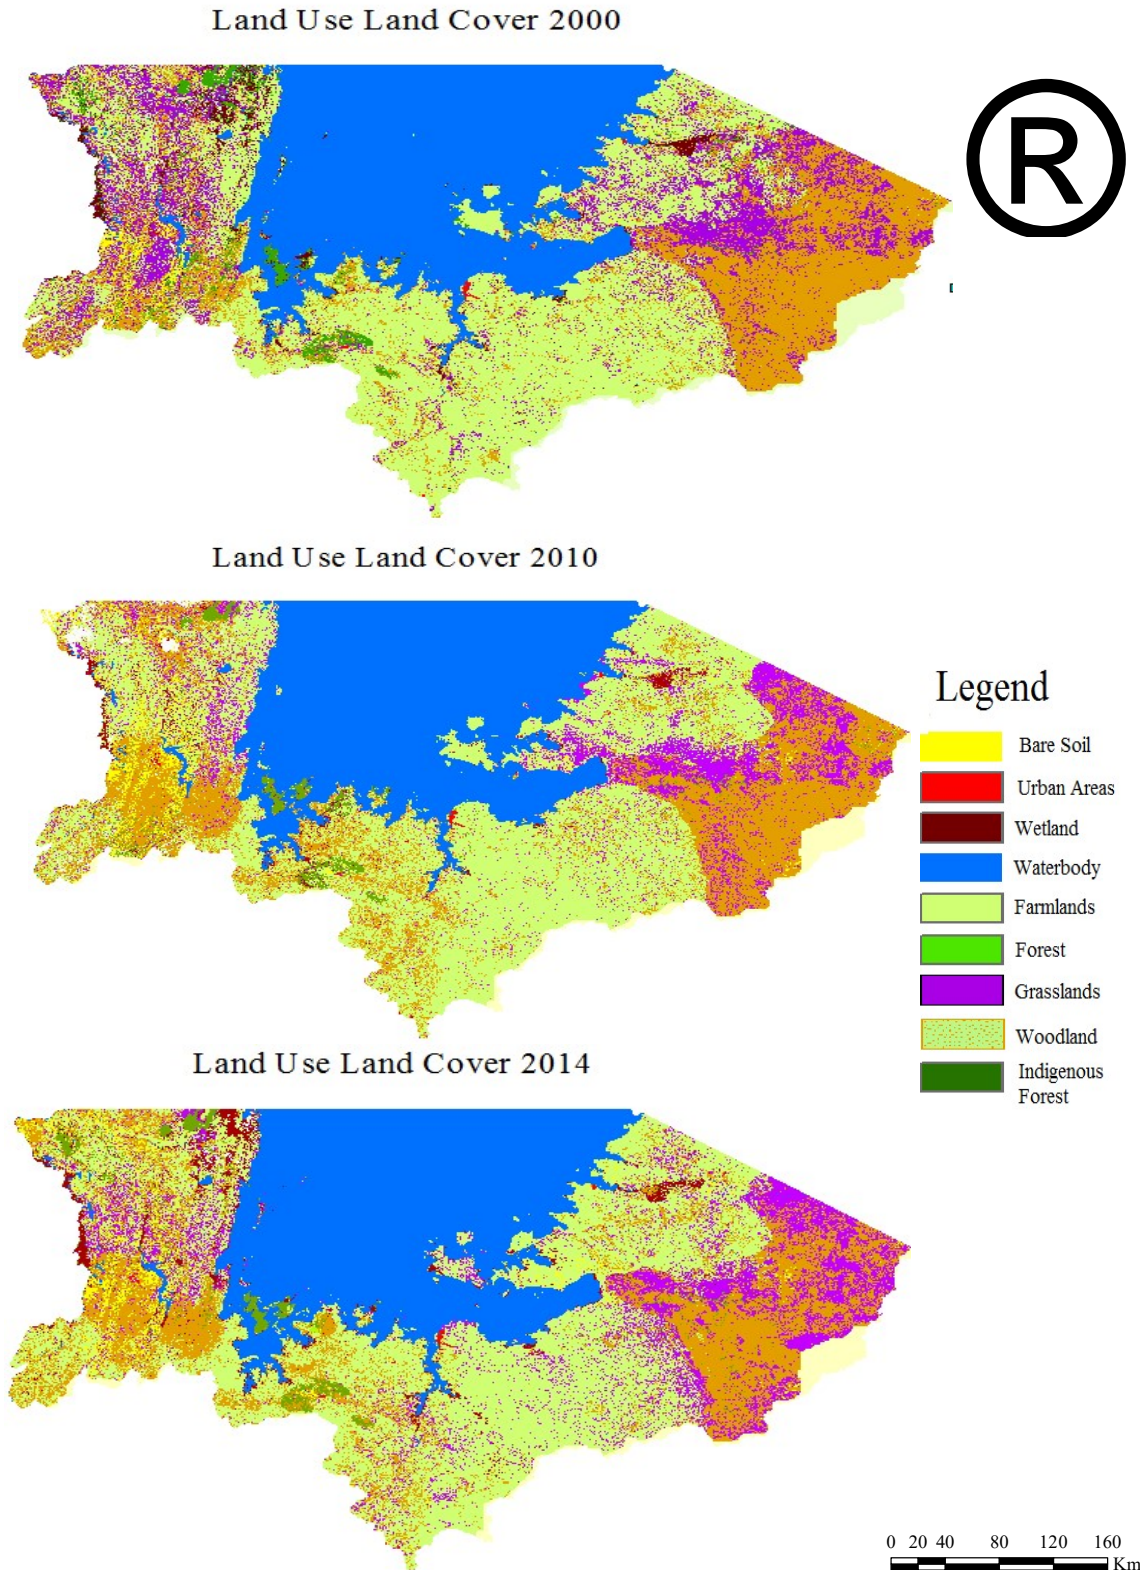 Land Use Land Cover 2000
®
Land Use Land Cover 2010
Legend
Bare Soil
Urban Areas
Wetland
Waterbody
Farmlands
Forest
Grasslands
Woodland
Indigenous
Forest
Land Use Land Cover 2014
0 20 40 80 120 160
Km